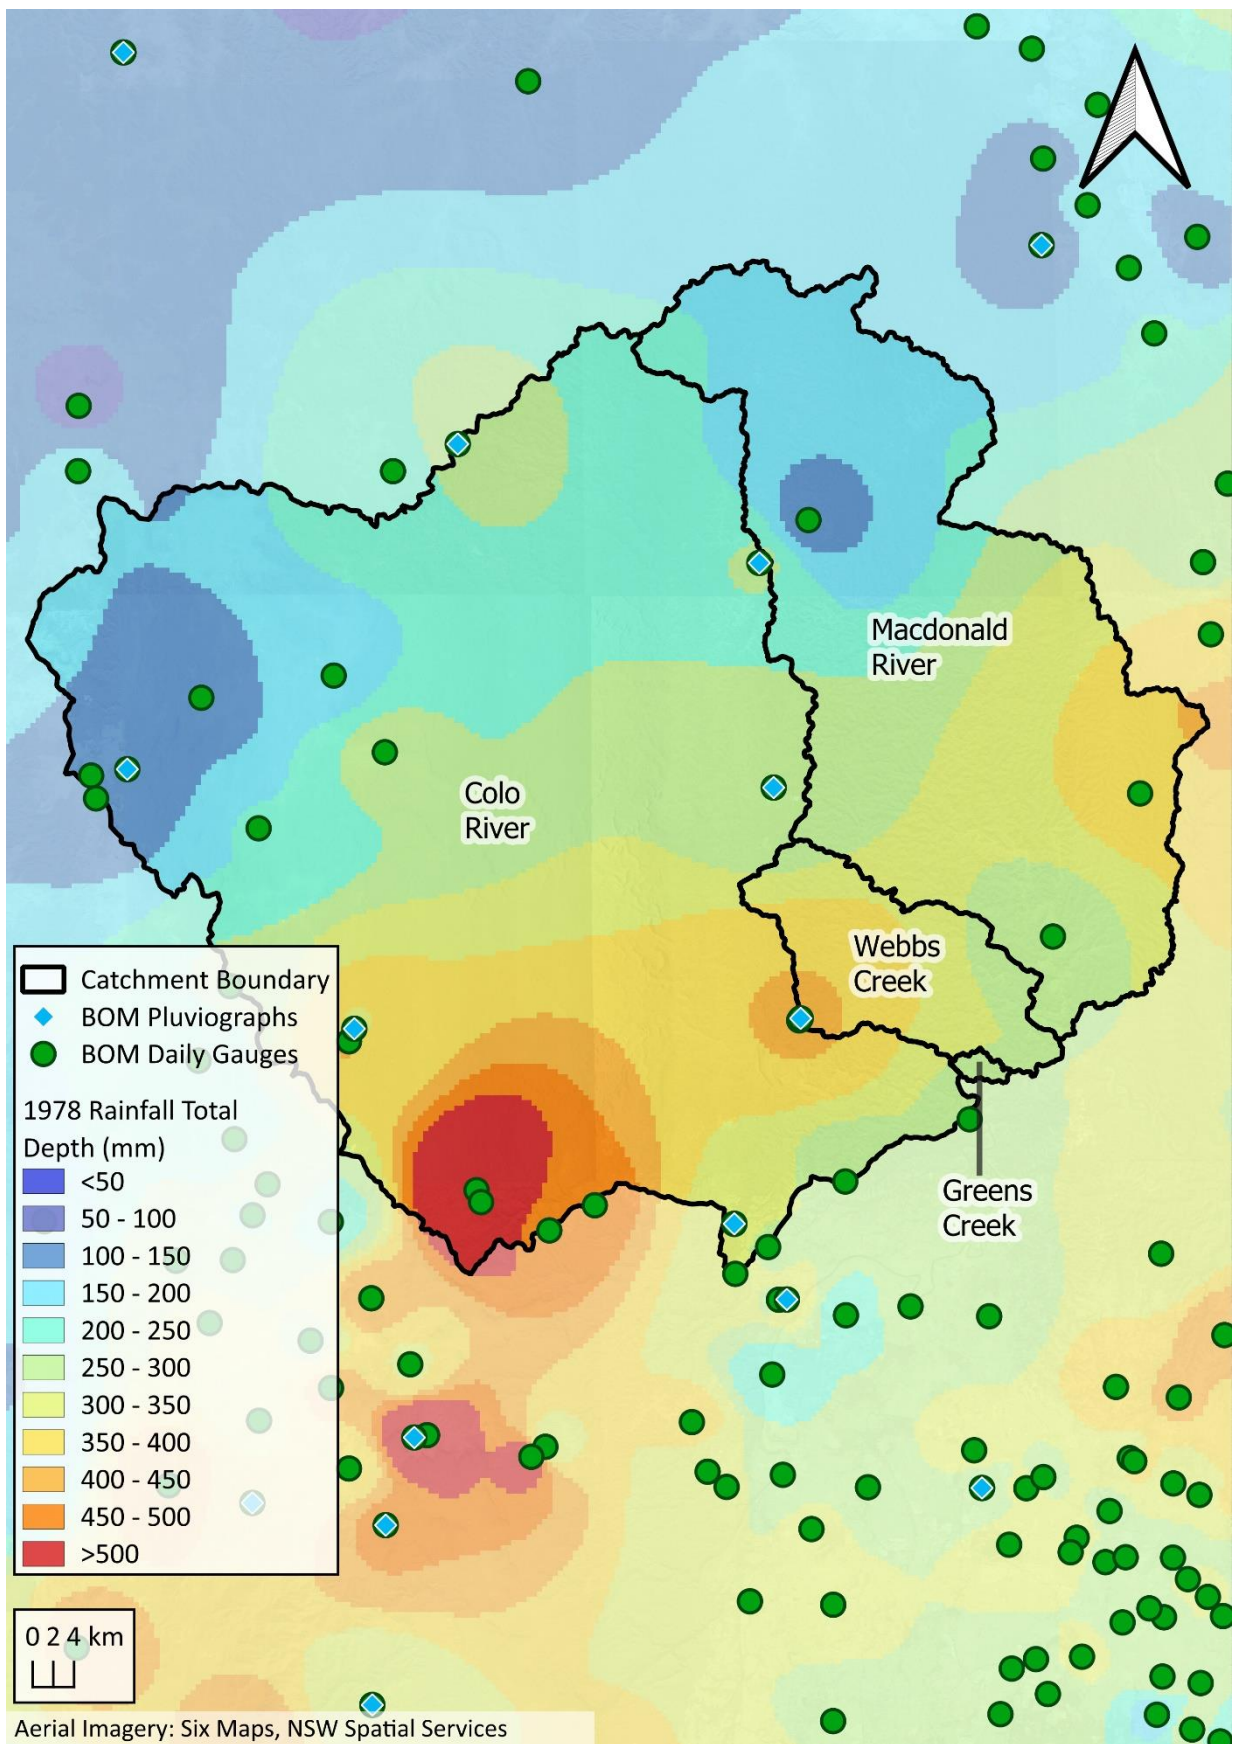 Macdonald
River
Colo
River
Webbs
Creek
Greens
Creek
Catchment Boundary
BOM Pluviographs
BOM Daily Gauges
1978 Rainfall Total
Depth (mm)
<50
50 - 100
100 - 150
150 - 200
200 - 250
250 - 300
300 - 350
350 - 400
400 - 450
450 - 500
>500
0 2 4 km
Aerial Imagery: Six Maps, NSW Spatial Services